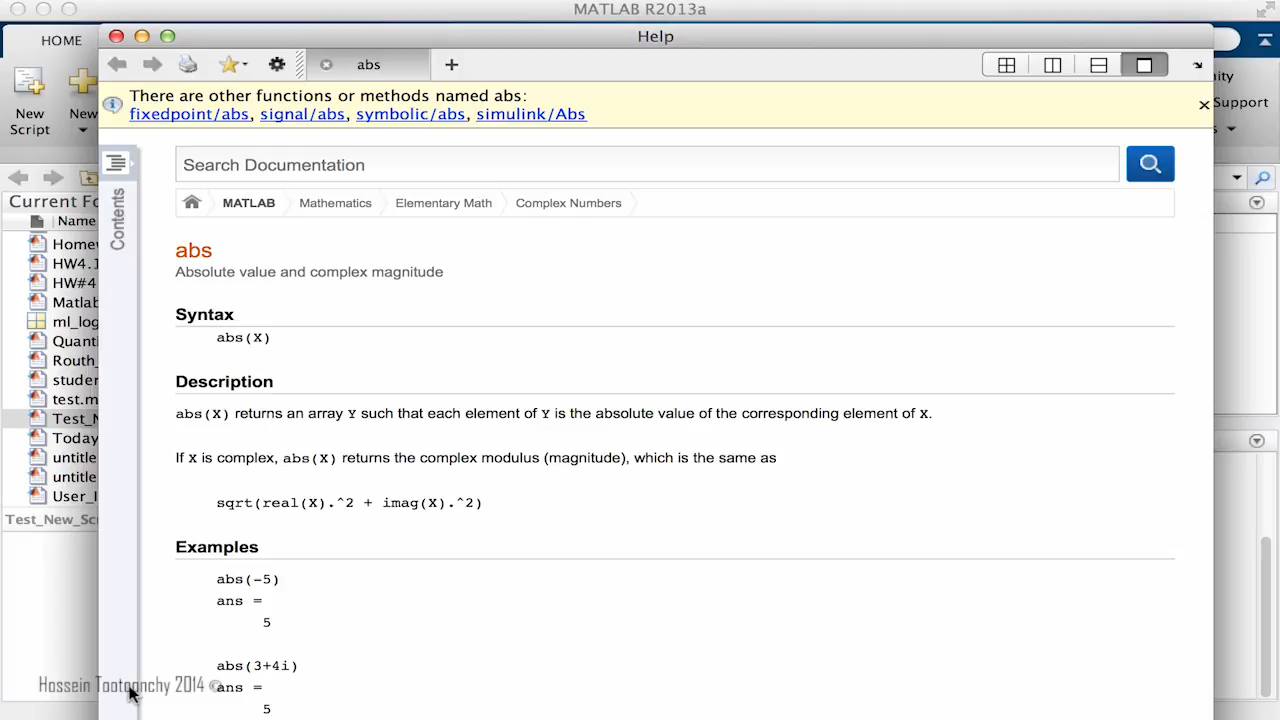 MATLAB R2013a
HOME
Help
abs
New
Script
New
Support
There are other functions or methods named abs:
fixedpoint/abs, signal/abs, symbolic/abs, simulink/Abs
Search Documentation
Contents
MATLAB
Mathematics
Elementary Math
Complex Numbers
Current Fo
Name
Homew
HW4.1
HW#4
Matlab
ml_log
Quanti
Routh_
studen
test.m
Test_N
Today
untitle
untitle
User_I
Test_New_Scr
abs
Absolute value and complex magnitude
Syntax
abs(X)
Description
abs(X) returns an array Y such that each element of Y is the absolute value of the corresponding element of X.
If X is complex, abs(X) returns the complex modulus (magnitude), which is the same as
sqrt(real(X).^2 + imag(X).^2)
Examples
abs(-5)
ans =
5
abs(3+4i)
ans =
5
Hossein Tootoonchy 2014 ©